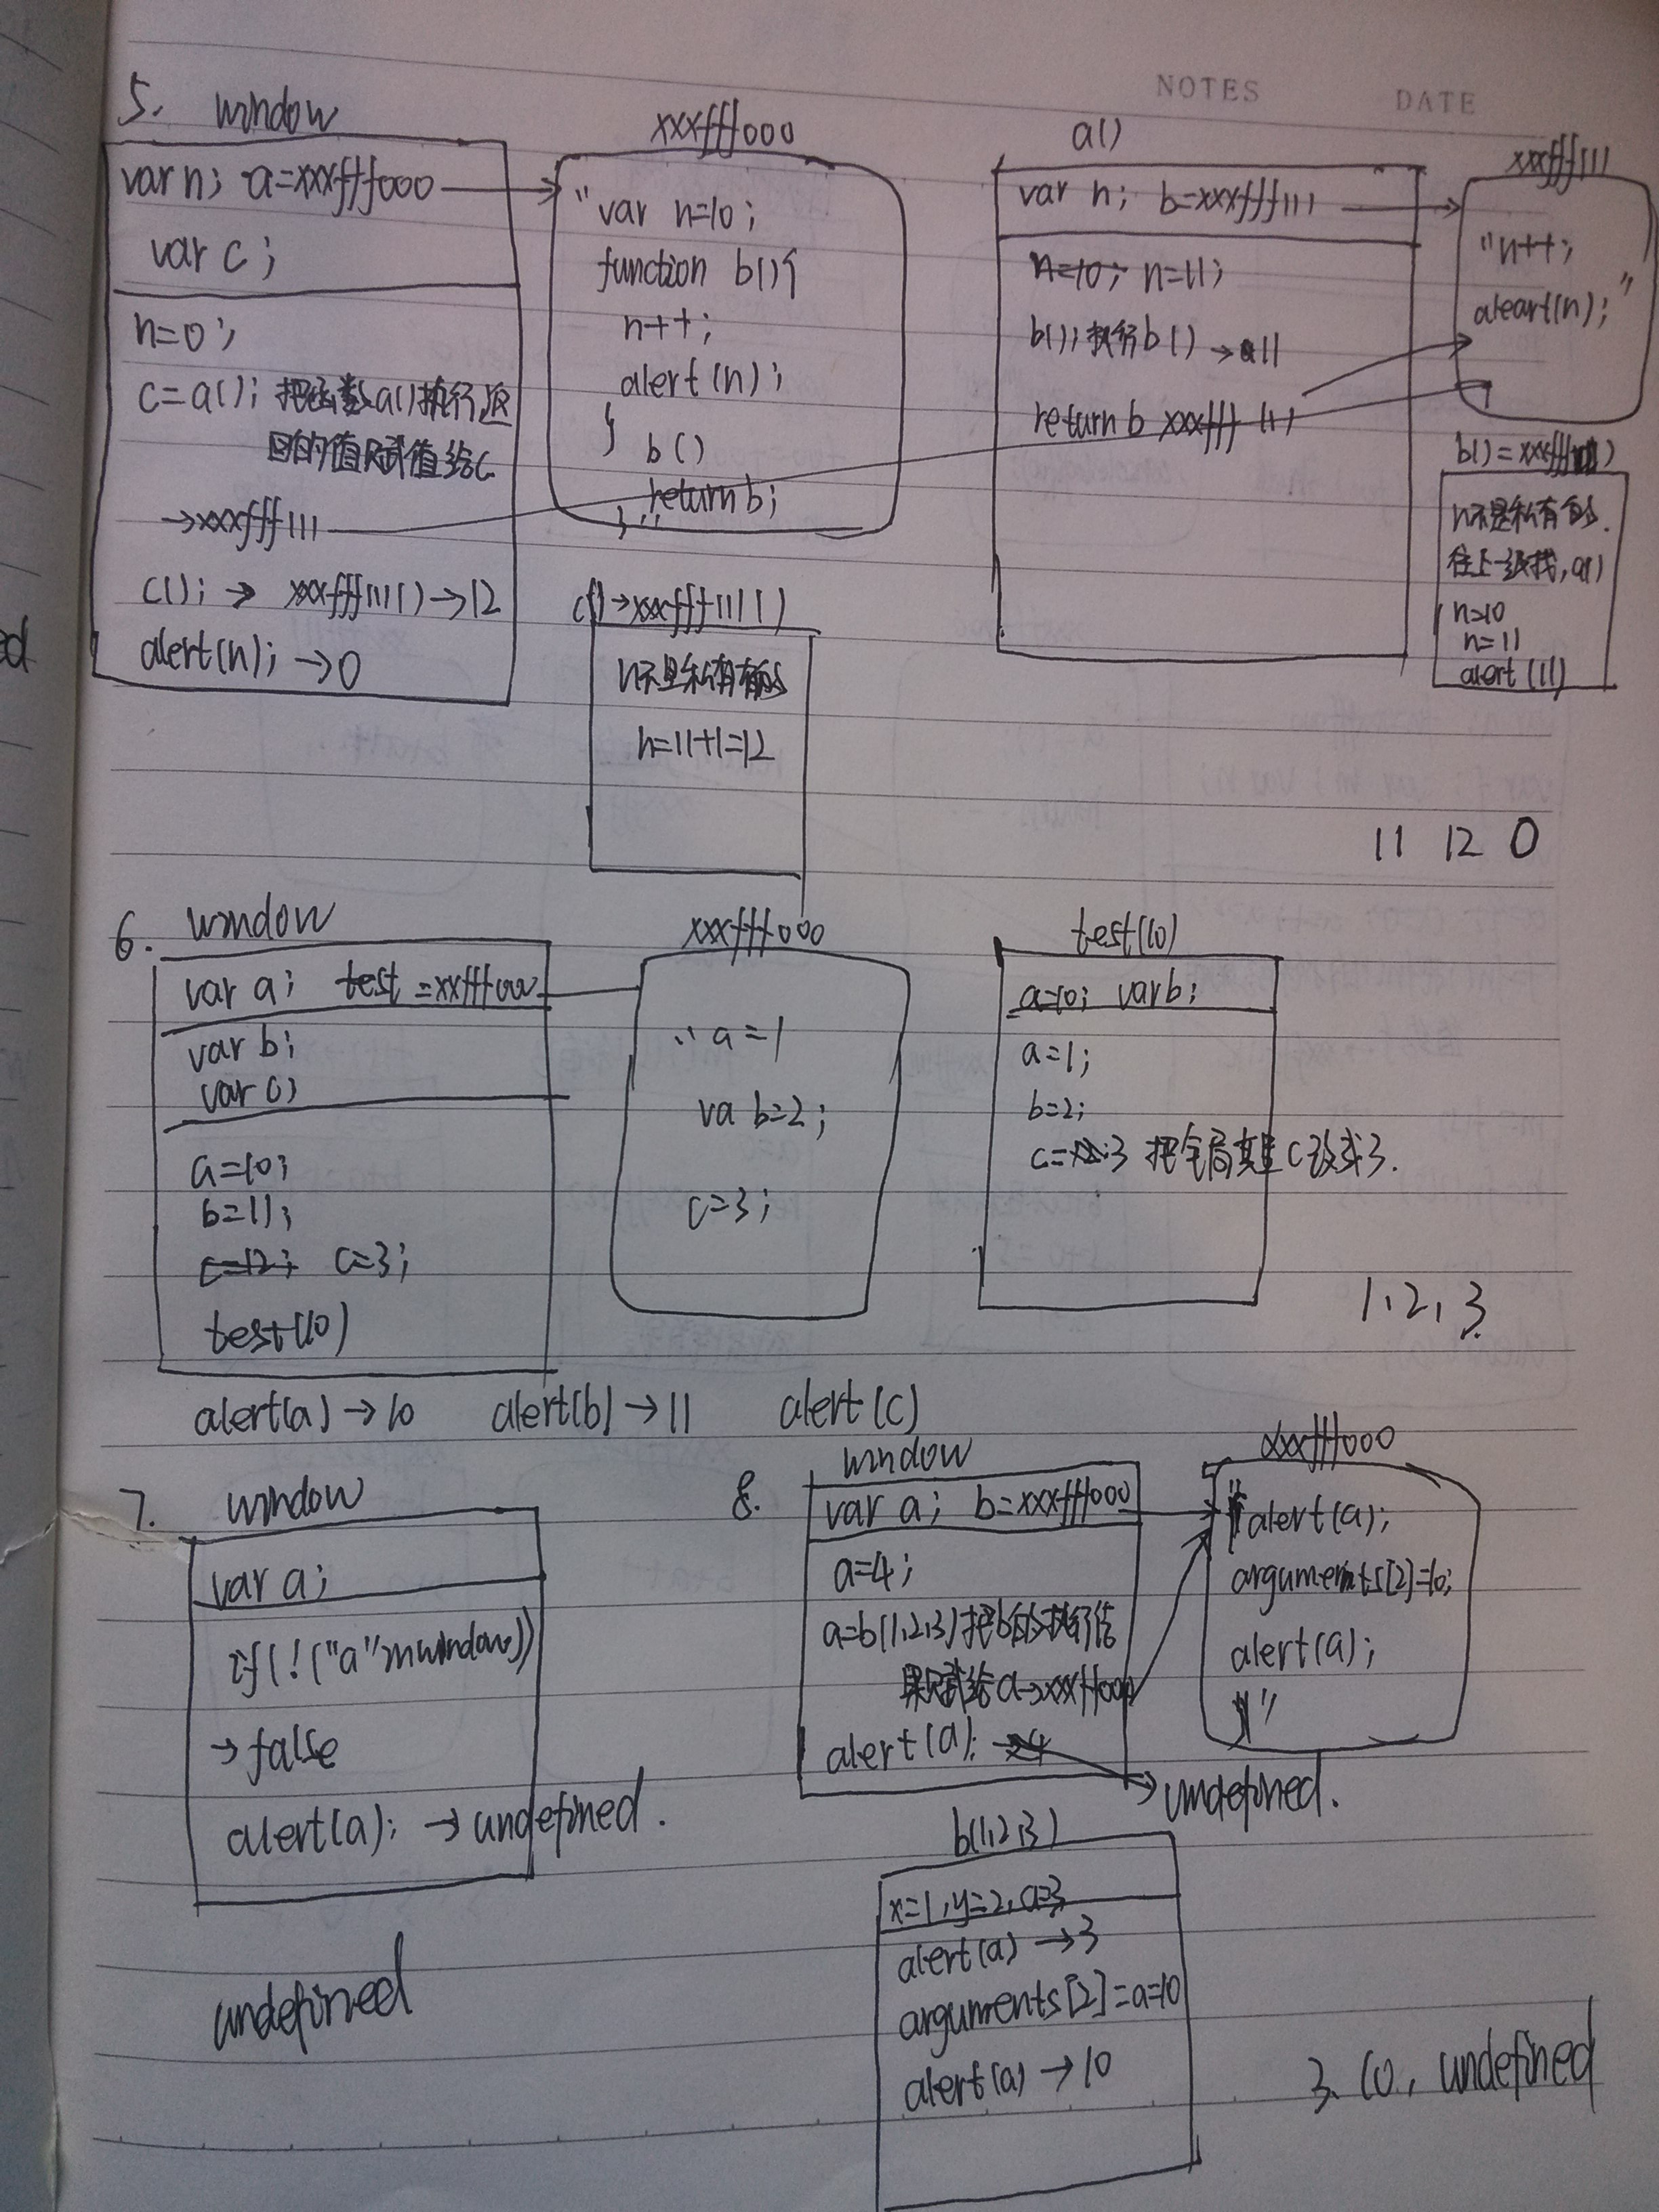 NOTES DATE
5. window
var n; a=xxxfff000
var c;
n=0;
c=a(); 把函数a()执行返
回的值赋值给c
→xxxfff111
c(); → xxxfff111() →12
alert(n); →0
xxxfff000
"var n=10;
function b(){
n++;
alert(n);
}
b()
return b;
"
c()→xxxfff111()
n不是私有的
n=11+1=12
a()
var n; b=xxxfff111
n=10; n=11;
b(); 执行b() →11
return b xxxfff111
xxxfff111
"n++;
aleart(n);"
b()=xxxfff111()
n不是私有的.
往上一级找,a()
n=10
n=11
alert(11)
11 12 0
6. window
var a; test=xxfff000
var b;
var c;
a=10;
b=11;
c=12; c=3;
test(10)
xxxfff000
"a=1
va b=2;
c=3;
test(10)
a=10; var b;
a=1;
b=2;
c=3 把全局变量c改成3.
1,2,3.
alert(a) →10 alert(b) →11 alert(c)
7. window
var a;
if(!("a"in window))
→false
alert(a); →undefined.
undefined
8. window
var a; b=xxxfff000
a=4;
a=b(1,2,3)把b的执行结
果赋给a→xxxfff000
alert(a); →4
undefined.
xxxfff000
"alert(a);
arguments[2]=10;
alert(a);
"
b(1,2,3)
x=1,y=2,a=3
alert(a) →3
arguments[2]=a=10
alert(a) →10
3. 10, undefined